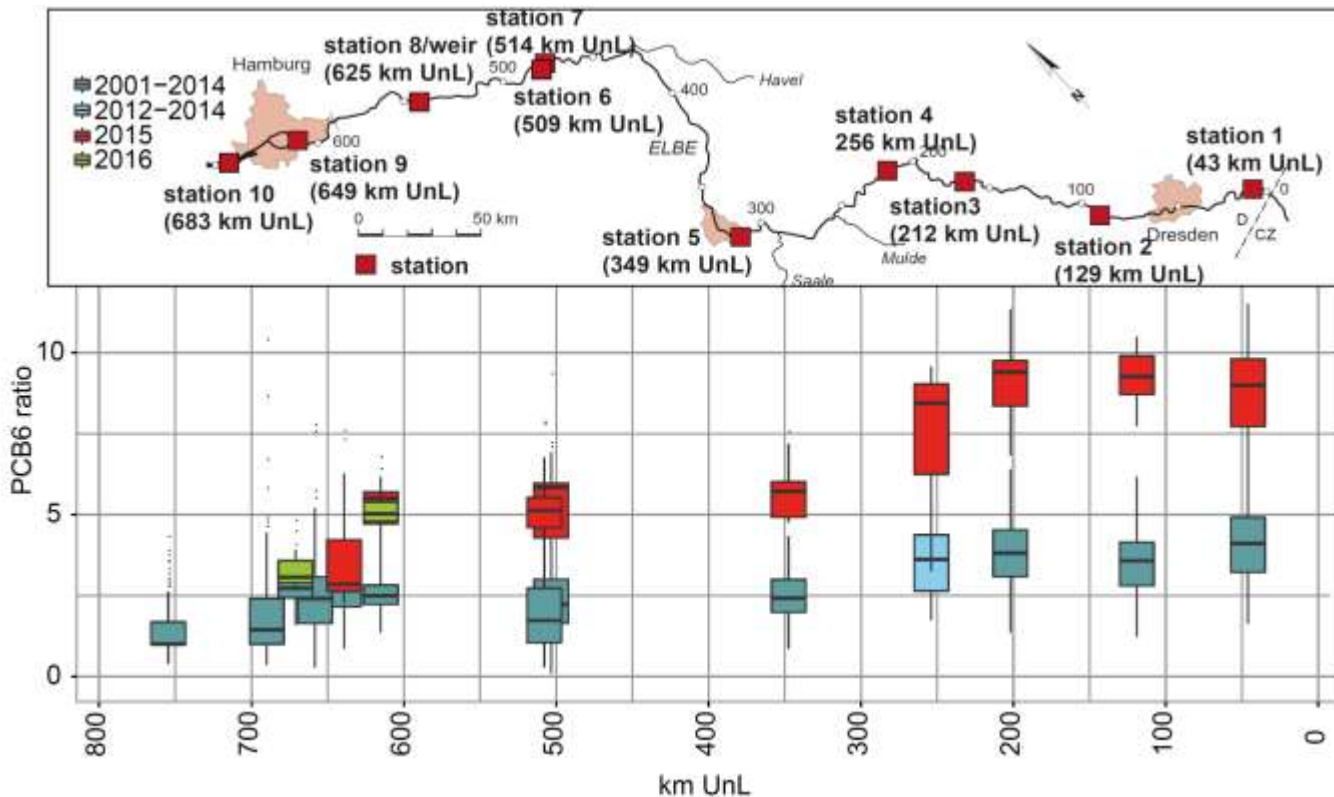 station 7
station 8/weir (514 km UnL)
(625 km UnL)
Hamburg
2001–2014
2012–2014
2015
2016
500
station 6
(509 km UnL)
Havel
400
ELBE
station 4
256 km UnL)
200
station 1
(43 km UnL)
600
station 9
(649 km UnL)
station 10
(683 km UnL)
0
50 km
station
station 5
(349 km UnL)
300
Saale
Mulde
station3
(212 km UnL)
100
station 2
(129 km UnL)
Dresden
D
CZ
0
N
PCB6 ratio
10
5
0
800
700
600
500
400
300
200
100
0
km UnL